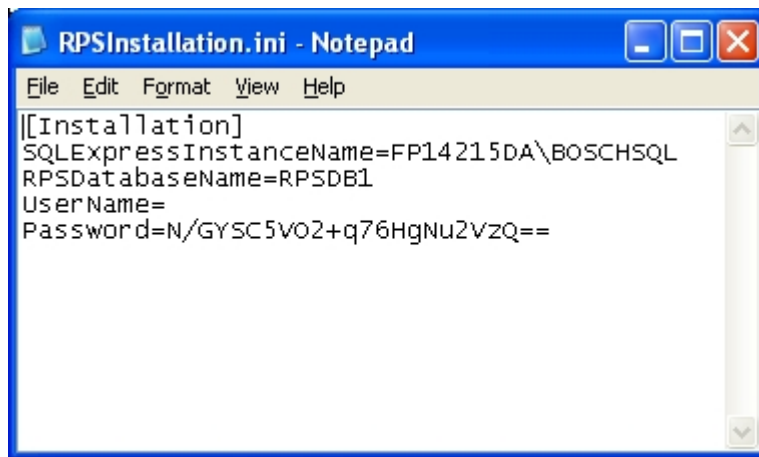 RPSInstallation.ini - Notepad
File Edit Format View Help
[Installation]
SQLExpressInstanceName=FP14215DA\BOSCHSQL
RPSDatabaseName=RPSDB1
UserName=
Password=N/GYSC5VO2+q76HgNu2VzQ==